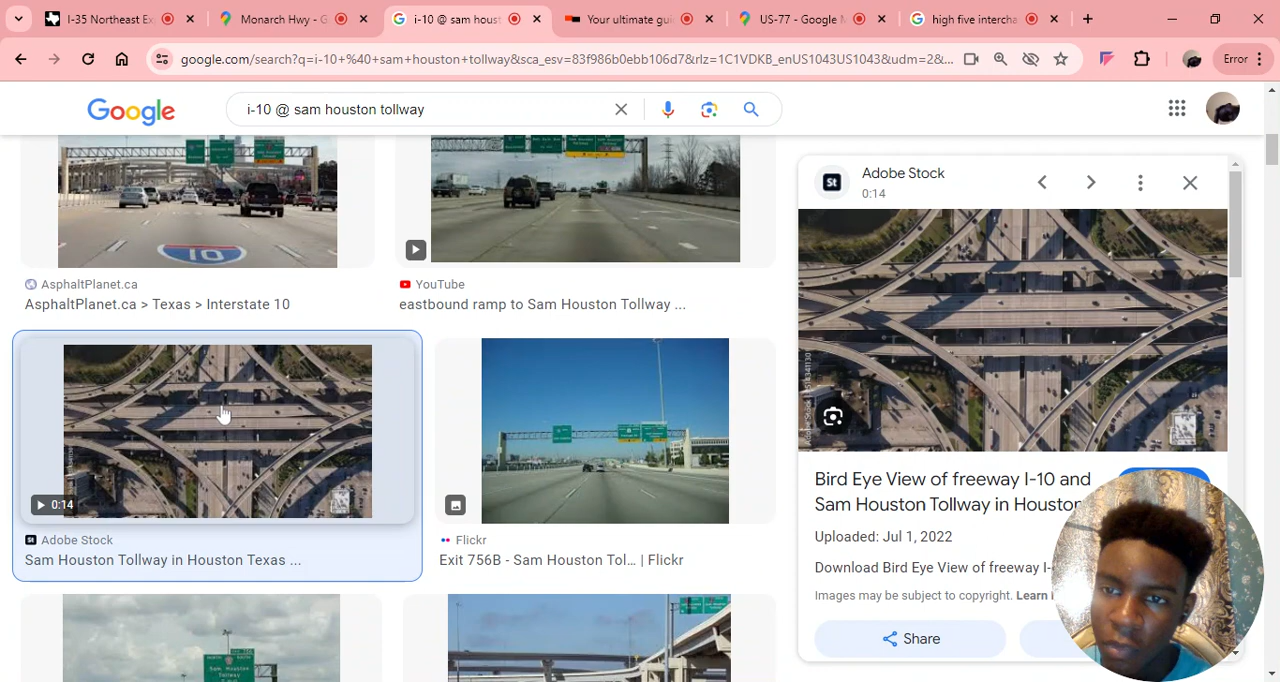 I-35 Northeast Ex
Monarch Hwy - G
i-10 @ sam houst
Your ultimate gui
US-77 - Google M
high five intercha
google.com/search?q=i-10+%40+sam+houston+tollway&sca_esv=83f986b0ebb106d7&rlz=1C1VDKB_enUS1043US1043&udm=2&...
Error
Google
i-10 @ sam houston tollway
10
AsphaltPlanet.ca
AsphaltPlanet.ca > Texas > Interstate 10
YouTube
eastbound ramp to Sam Houston Tollway ...
0:14
Adobe Stock
Sam Houston Tollway in Houston Texas ...
Flickr
Exit 756B - Sam Houston Tol... | Flickr
St
Adobe Stock
0:14
Bird Eye View of freeway I-10 and
Sam Houston Tollway in Houston
Uploaded: Jul 1, 2022
Download Bird Eye View of freeway I-
Images may be subject to copyright. Learn
Share